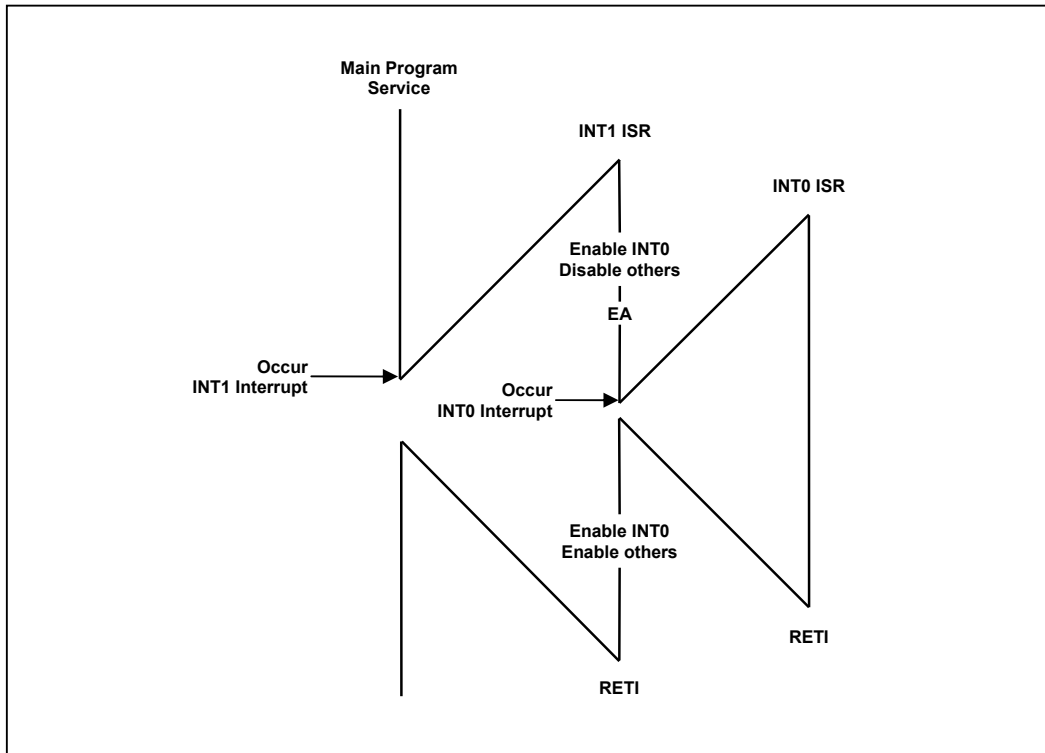 Main Program
Service
INT1 ISR
INT0 ISR
Enable INT0
Disable others
EA
Occur
INT1 Interrupt
Occur
INT0 Interrupt
Enable INT0
Enable others
RETI
RETI